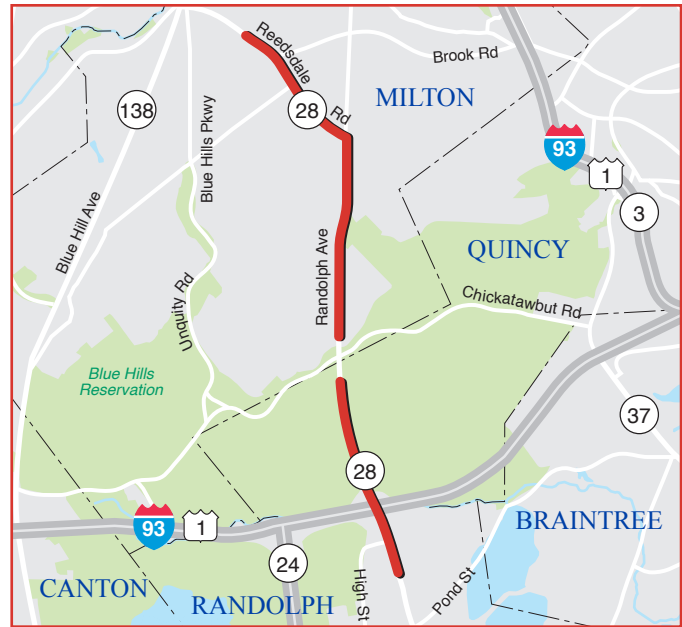 Reedsdale
Rd
Brook Rd
28
MILTON
138
Blue Hills Pkwy
93
1
3
Blue Hill Ave
Randolph Ave
QUINCY
Unquity Rd
Chickatawbut Rd
Blue Hills
Reservation
37
28
93
1
BRAINTREE
24
CANTON
RANDOLPH
High St
Pond St